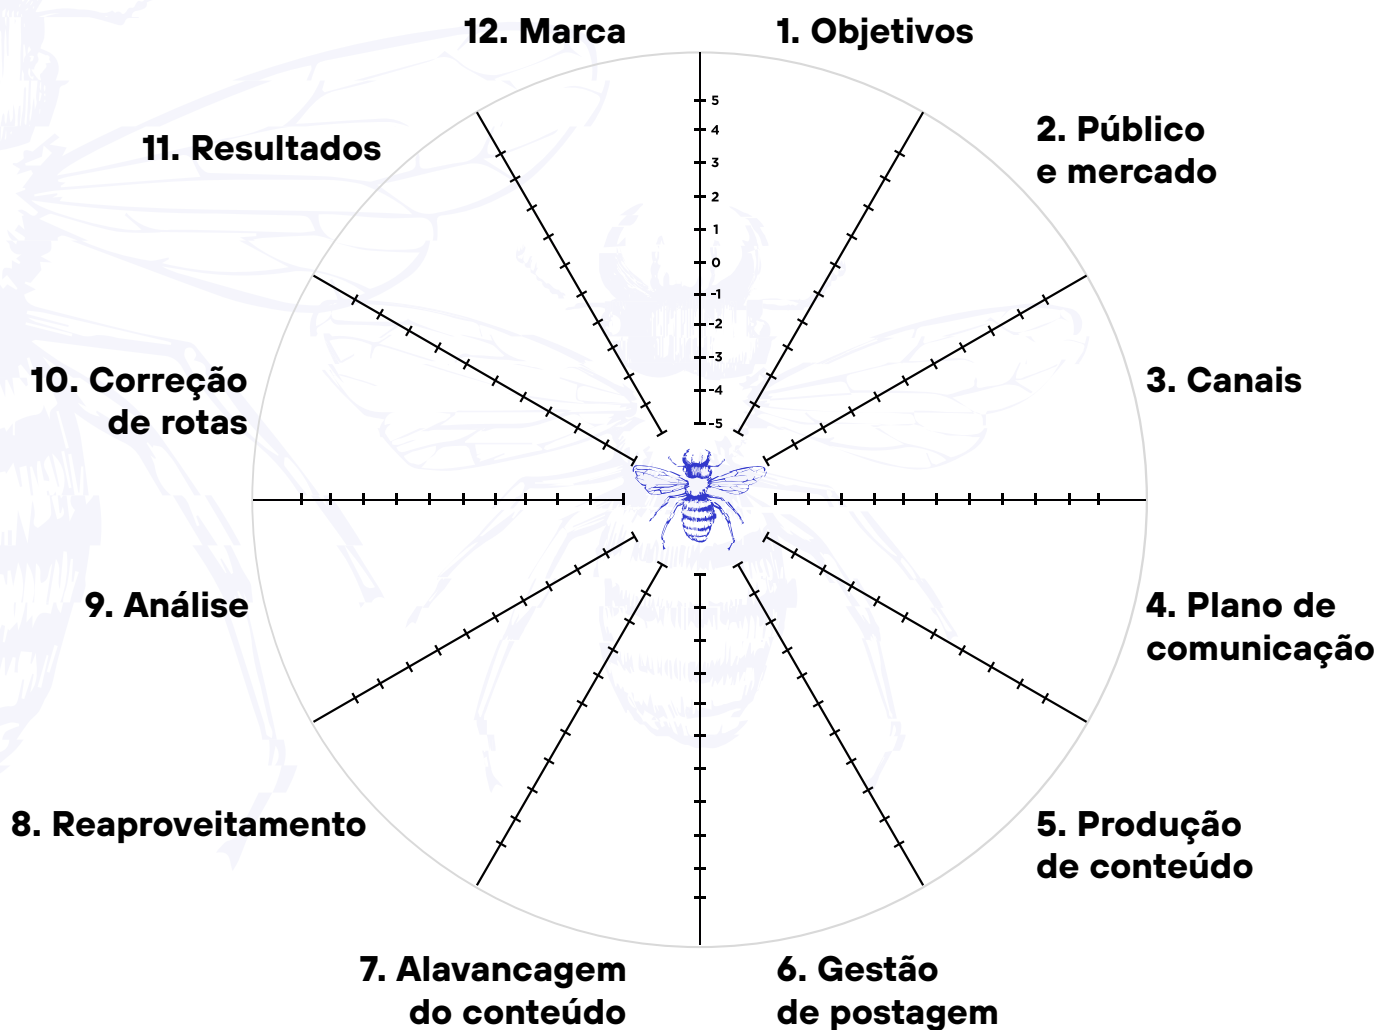 12. Marca
1. Objetivos
2. Público
e mercado
11. Resultados
5
4
3
2
1
0
-1
-2
-3
-4
-5
3. Canais
10. Correção
de rotas
4. Plano de
comunicação
9. Análise
5. Produção
de conteúdo
8. Reaproveitamento
6. Gestão
de postagem
7. Alavancagem
do conteúdo